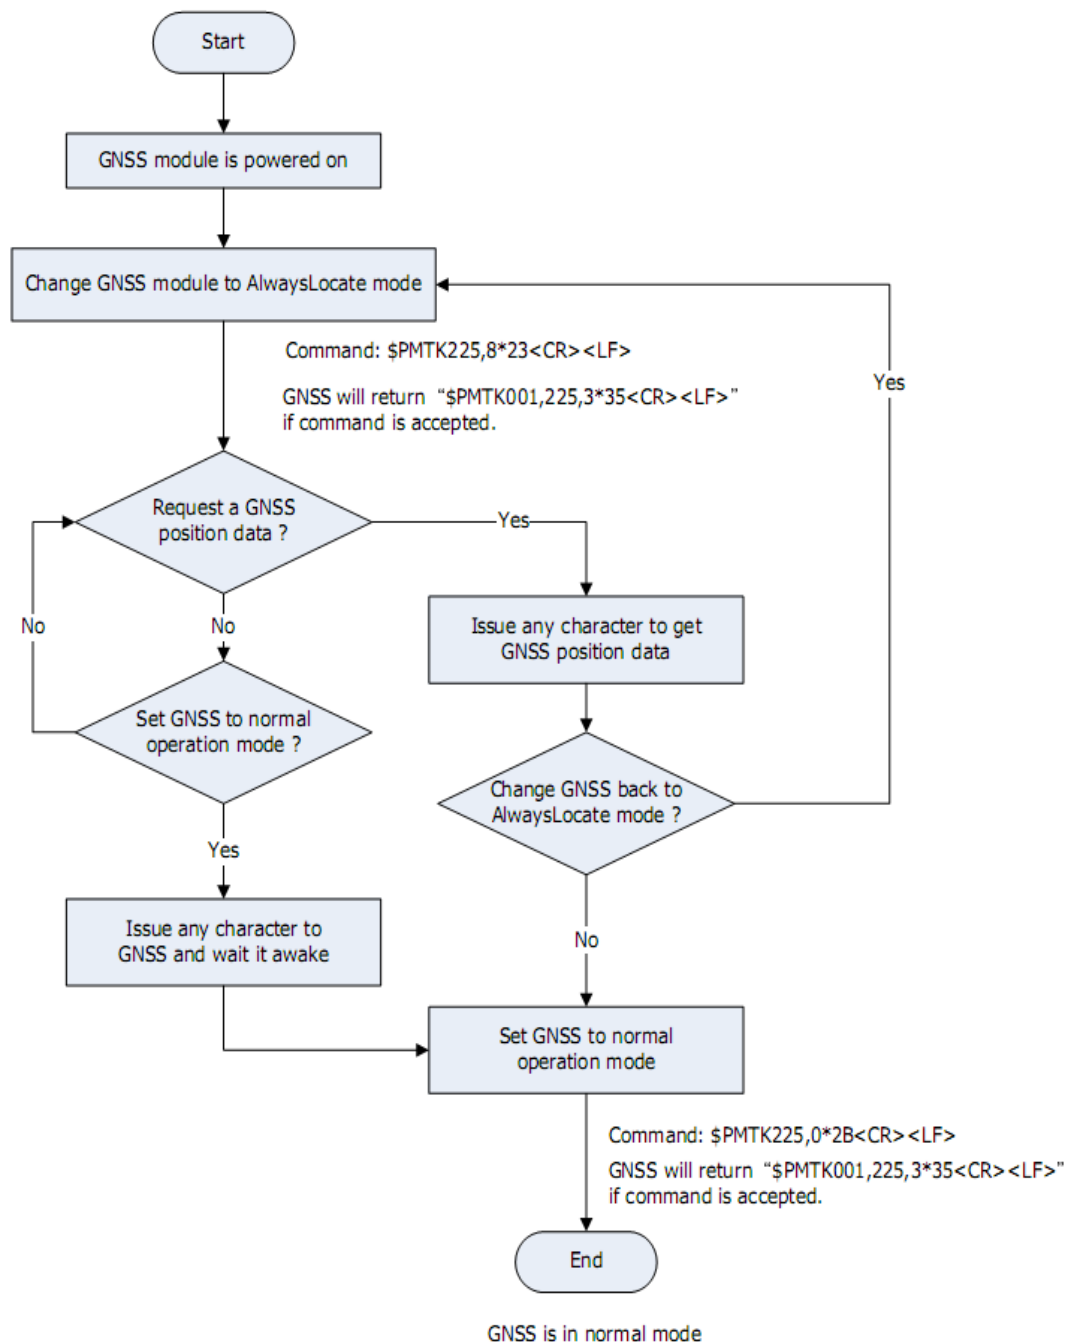 Start
GNSS module is powered on
Change GNSS module to AlwaysLocate mode
Command: $PMTK225,8*23<CR><LF>
GNSS will return “$PMTK001,225,3*35<CR><LF>”
if command is accepted.
Yes
Request a GNSS
position data ?
Yes
No
No
Issue any character to get
GNSS position data
Set GNSS to normal
operation mode ?
Change GNSS back to
AlwaysLocate mode ?
Yes
Issue any character to
GNSS and wait it awake
No
Set GNSS to normal
operation mode
Command: $PMTK225,0*2B<CR><LF>
GNSS will return “$PMTK001,225,3*35<CR><LF>”
if command is accepted.
End
GNSS is in normal mode